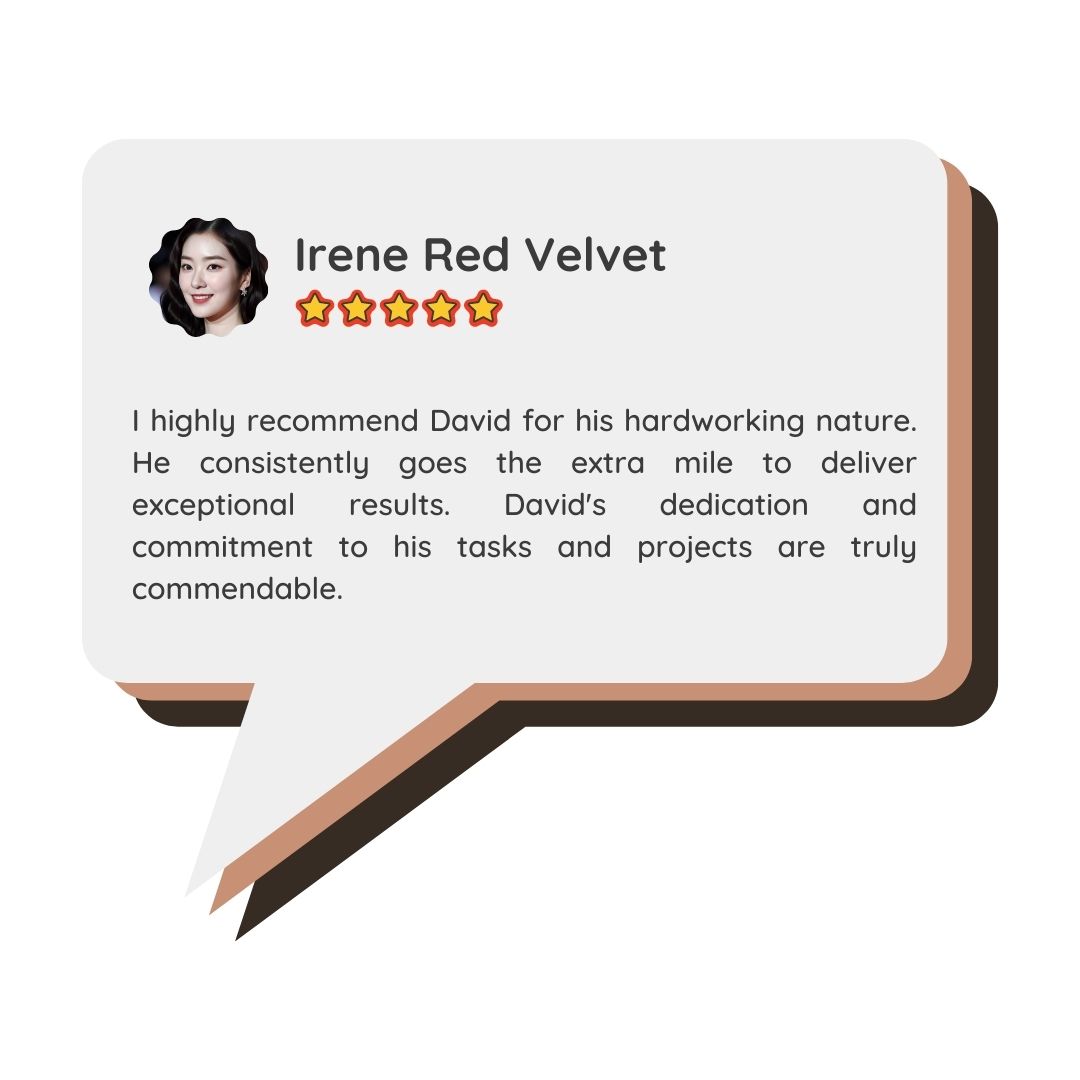 Irene Red Velvet
I highly recommend David for his hardworking nature.
He consistently goes the extra mile to deliver
exceptional results. David's dedication and
commitment to his tasks and projects are truly
commendable.